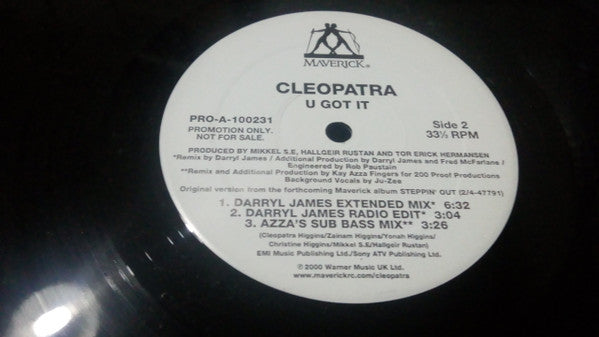 MAVERICK®
CLEOPATRA
U GOT IT
PRO-A-100231
PROMOTION ONLY.
NOT FOR SALE.
Side 2
33⅓ RPM
PRODUCED BY MIKKEL S.E, HALLGEIR RUSTAN AND TOR ERICK HERMANSEN
*Remix by Darryl James / Additional Production by Darryl James and Fred McFarlane /
Engineered by Rob Paustain
**Remix and Additional Production by Kay Azza Fingers for 200 Proof Productions
Background Vocals by Ju-Zee
Original version from the forthcoming Maverick album STEPPIN' OUT (2/4-47791)
1. DARRYL JAMES EXTENDED MIX* 6:32
2. DARRYL JAMES RADIO EDIT* 3:04
3. AZZA'S SUB BASS MIX** 3:26
(Cleopatra Higgins/Zainam Higgins/Yonah Higgins/
Christine Higgins/Mikkel S.E/Hallgeir Rustan)
EMI Music Publishing Ltd./Sony ATV Publishing Ltd.
℗©2000 Warner Music UK Ltd.
www.maverickrc.com/cleopatra